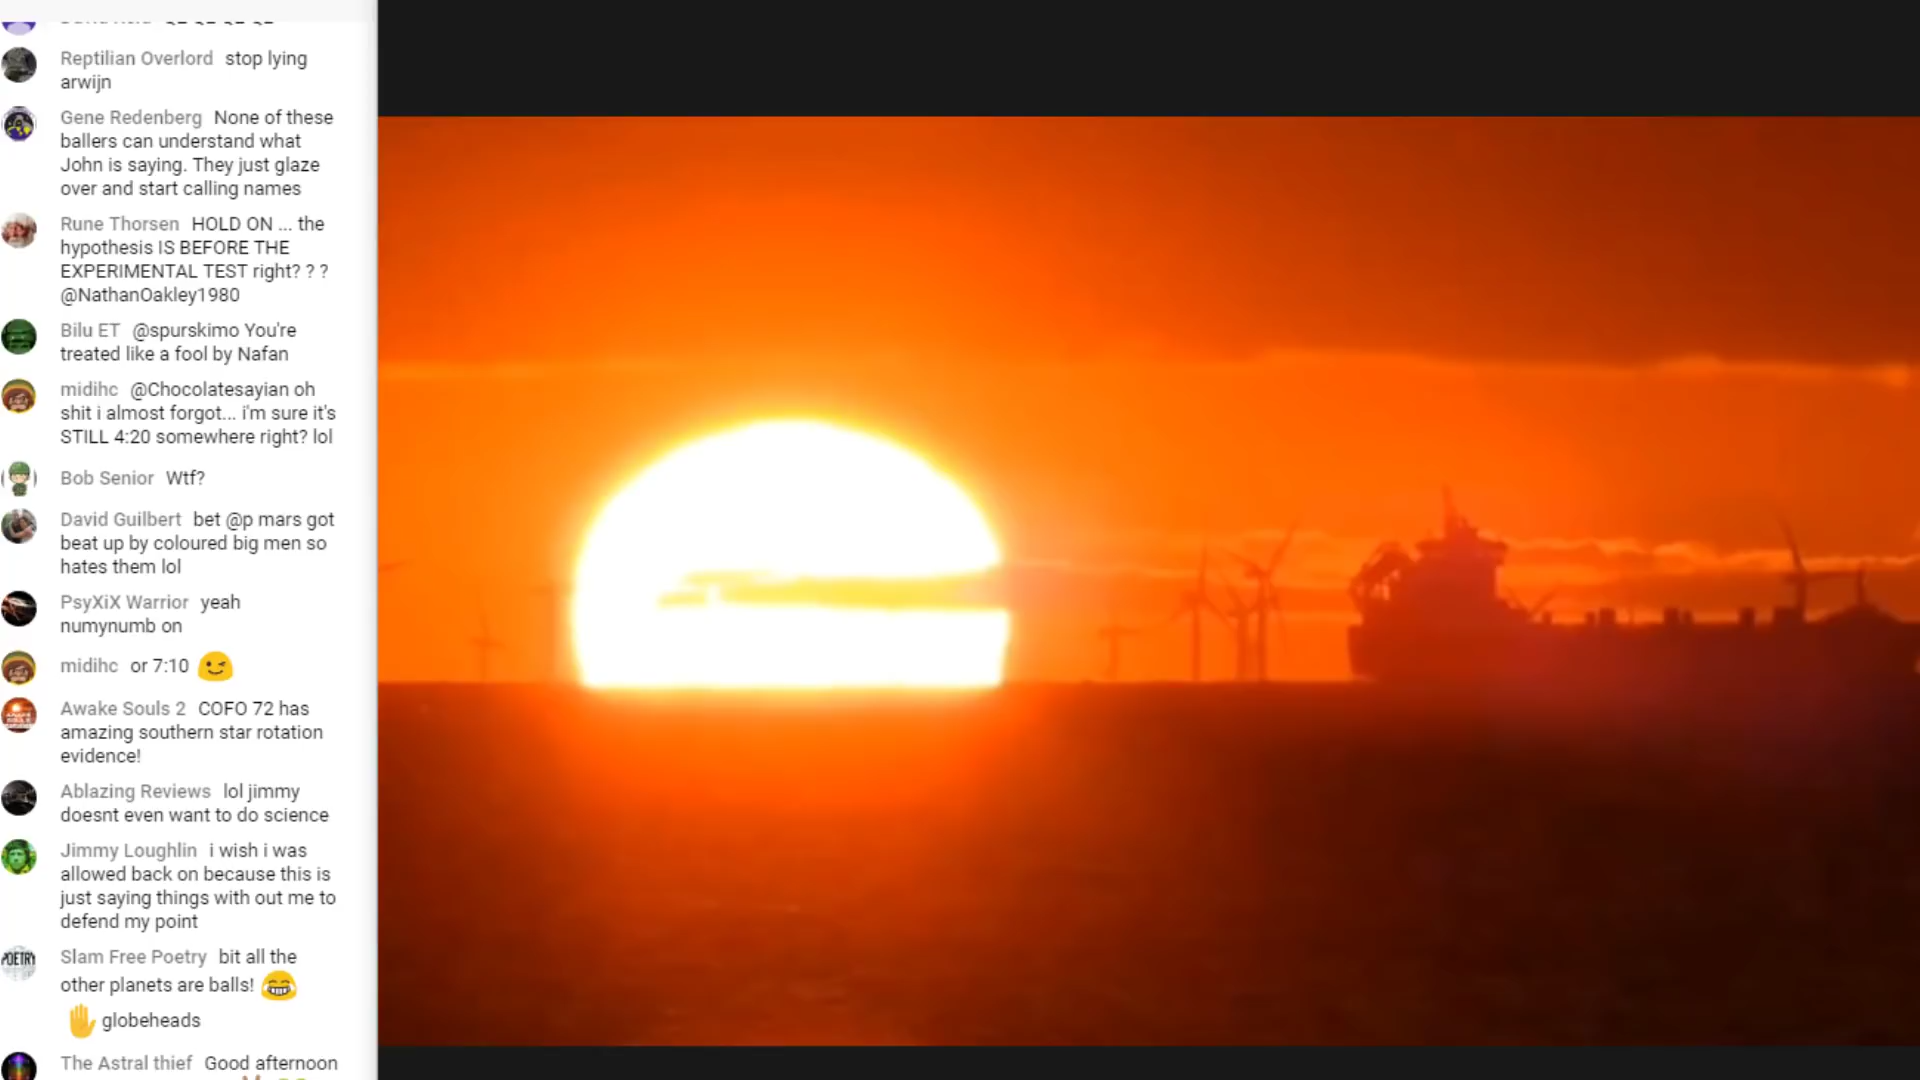 Reptilian Overlord stop lying
arwijn
Gene Redenberg None of these
ballers can understand what
John is saying. They just glaze
over and start calling names
Rune Thorsen HOLD ON ... the
hypothesis IS BEFORE THE
EXPERIMENTAL TEST right? ? ?
@NathanOakley1980
Bilu ET @spurskimo You're
treated like a fool by Nafan
midihc @Chocolatesayian oh
shit i almost forgot... i'm sure it's
STILL 4:20 somewhere right? lol
Bob Senior Wtf?
David Guilbert bet @p mars got
beat up by coloured big men so
hates them lol
PsyXiX Warrior yeah
numynumb on
midihc or 7:10 😉
Awake Souls 2 COFO 72 has
amazing southern star rotation
evidence!
Ablazing Reviews lol jimmy
doesnt even want to do science
Jimmy Loughlin i wish i was
allowed back on because this is
just saying things with out me to
defend my point
POETRY
Slam Free Poetry bit all the
other planets are balls! 😂
✋ globeheads
The Astral thief Good afternoon